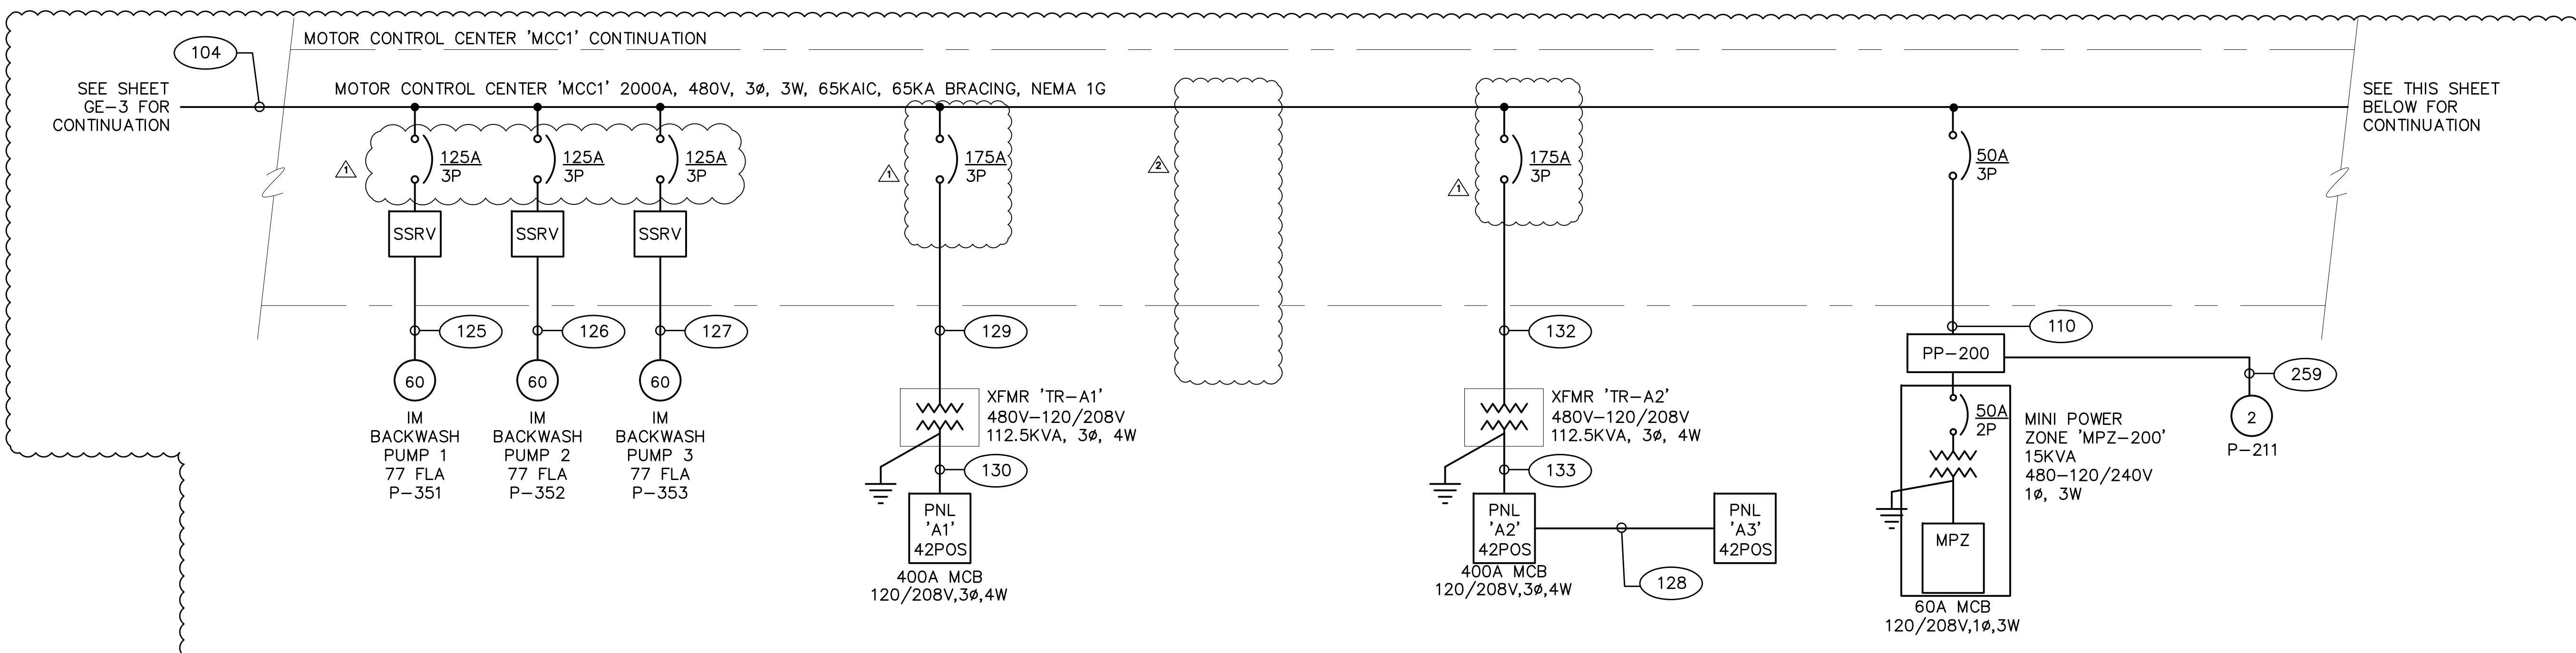 MOTOR CONTROL CENTER 'MCC1' CONTINUATION
104
SEE SHEET
GE-3 FOR
CONTINUATION
MOTOR CONTROL CENTER 'MCC1' 2000A, 480V, 3ø, 3W, 65KAIC, 65KA BRACING, NEMA 1G
SEE THIS SHEET
BELOW FOR
CONTINUATION
1
125A
3P
125A
3P
125A
3P
1
175A
3P
2
1
175A
3P
50A
3P
SSRV
SSRV
SSRV
125
126
127
129
132
110
60
60
60
IM
BACKWASH
PUMP 1
77 FLA
P-351
IM
BACKWASH
PUMP 2
77 FLA
P-352
IM
BACKWASH
PUMP 3
77 FLA
P-353
XFMR 'TR-A1'
480V-120/208V
112.5KVA, 3ø, 4W
130
PNL
'A1'
42POS
400A MCB
120/208V,3ø,4W
XFMR 'TR-A2'
480V-120/208V
112.5KVA, 3ø, 4W
133
PNL
'A2'
42POS
400A MCB
120/208V,3ø,4W
128
PNL
'A3'
42POS
PP-200
259
2
P-211
50A
2P
MINI POWER
ZONE 'MPZ-200'
15KVA
480-120/240V
1ø, 3W
MPZ
60A MCB
120/208V,1ø,3W